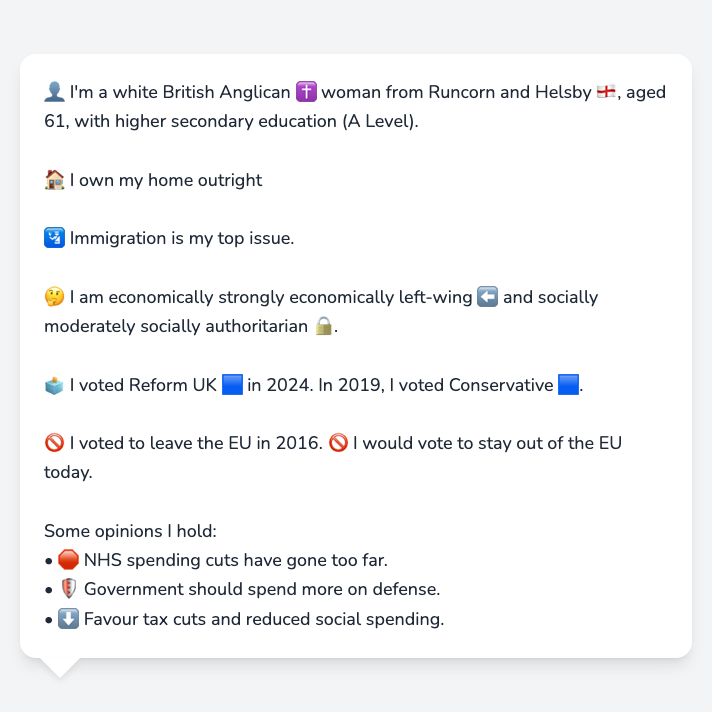 👤 I'm a white British Anglican ✝️ woman from Runcorn and Helsby 🏴󠁧󠁢󠁥󠁮󠁧󠁿, aged
61, with higher secondary education (A Level).
🏠 I own my home outright
🛂 Immigration is my top issue.
🤔 I am economically strongly economically left-wing ⬅️ and socially
moderately socially authoritarian 🔒.
🗳️ I voted Reform UK 🟦 in 2024. In 2019, I voted Conservative 🟦.
🚫 I voted to leave the EU in 2016. 🚫 I would vote to stay out of the EU
today.
Some opinions I hold:
• 🛑 NHS spending cuts have gone too far.
• 🛡️ Government should spend more on defense.
• ⬇️ Favour tax cuts and reduced social spending.